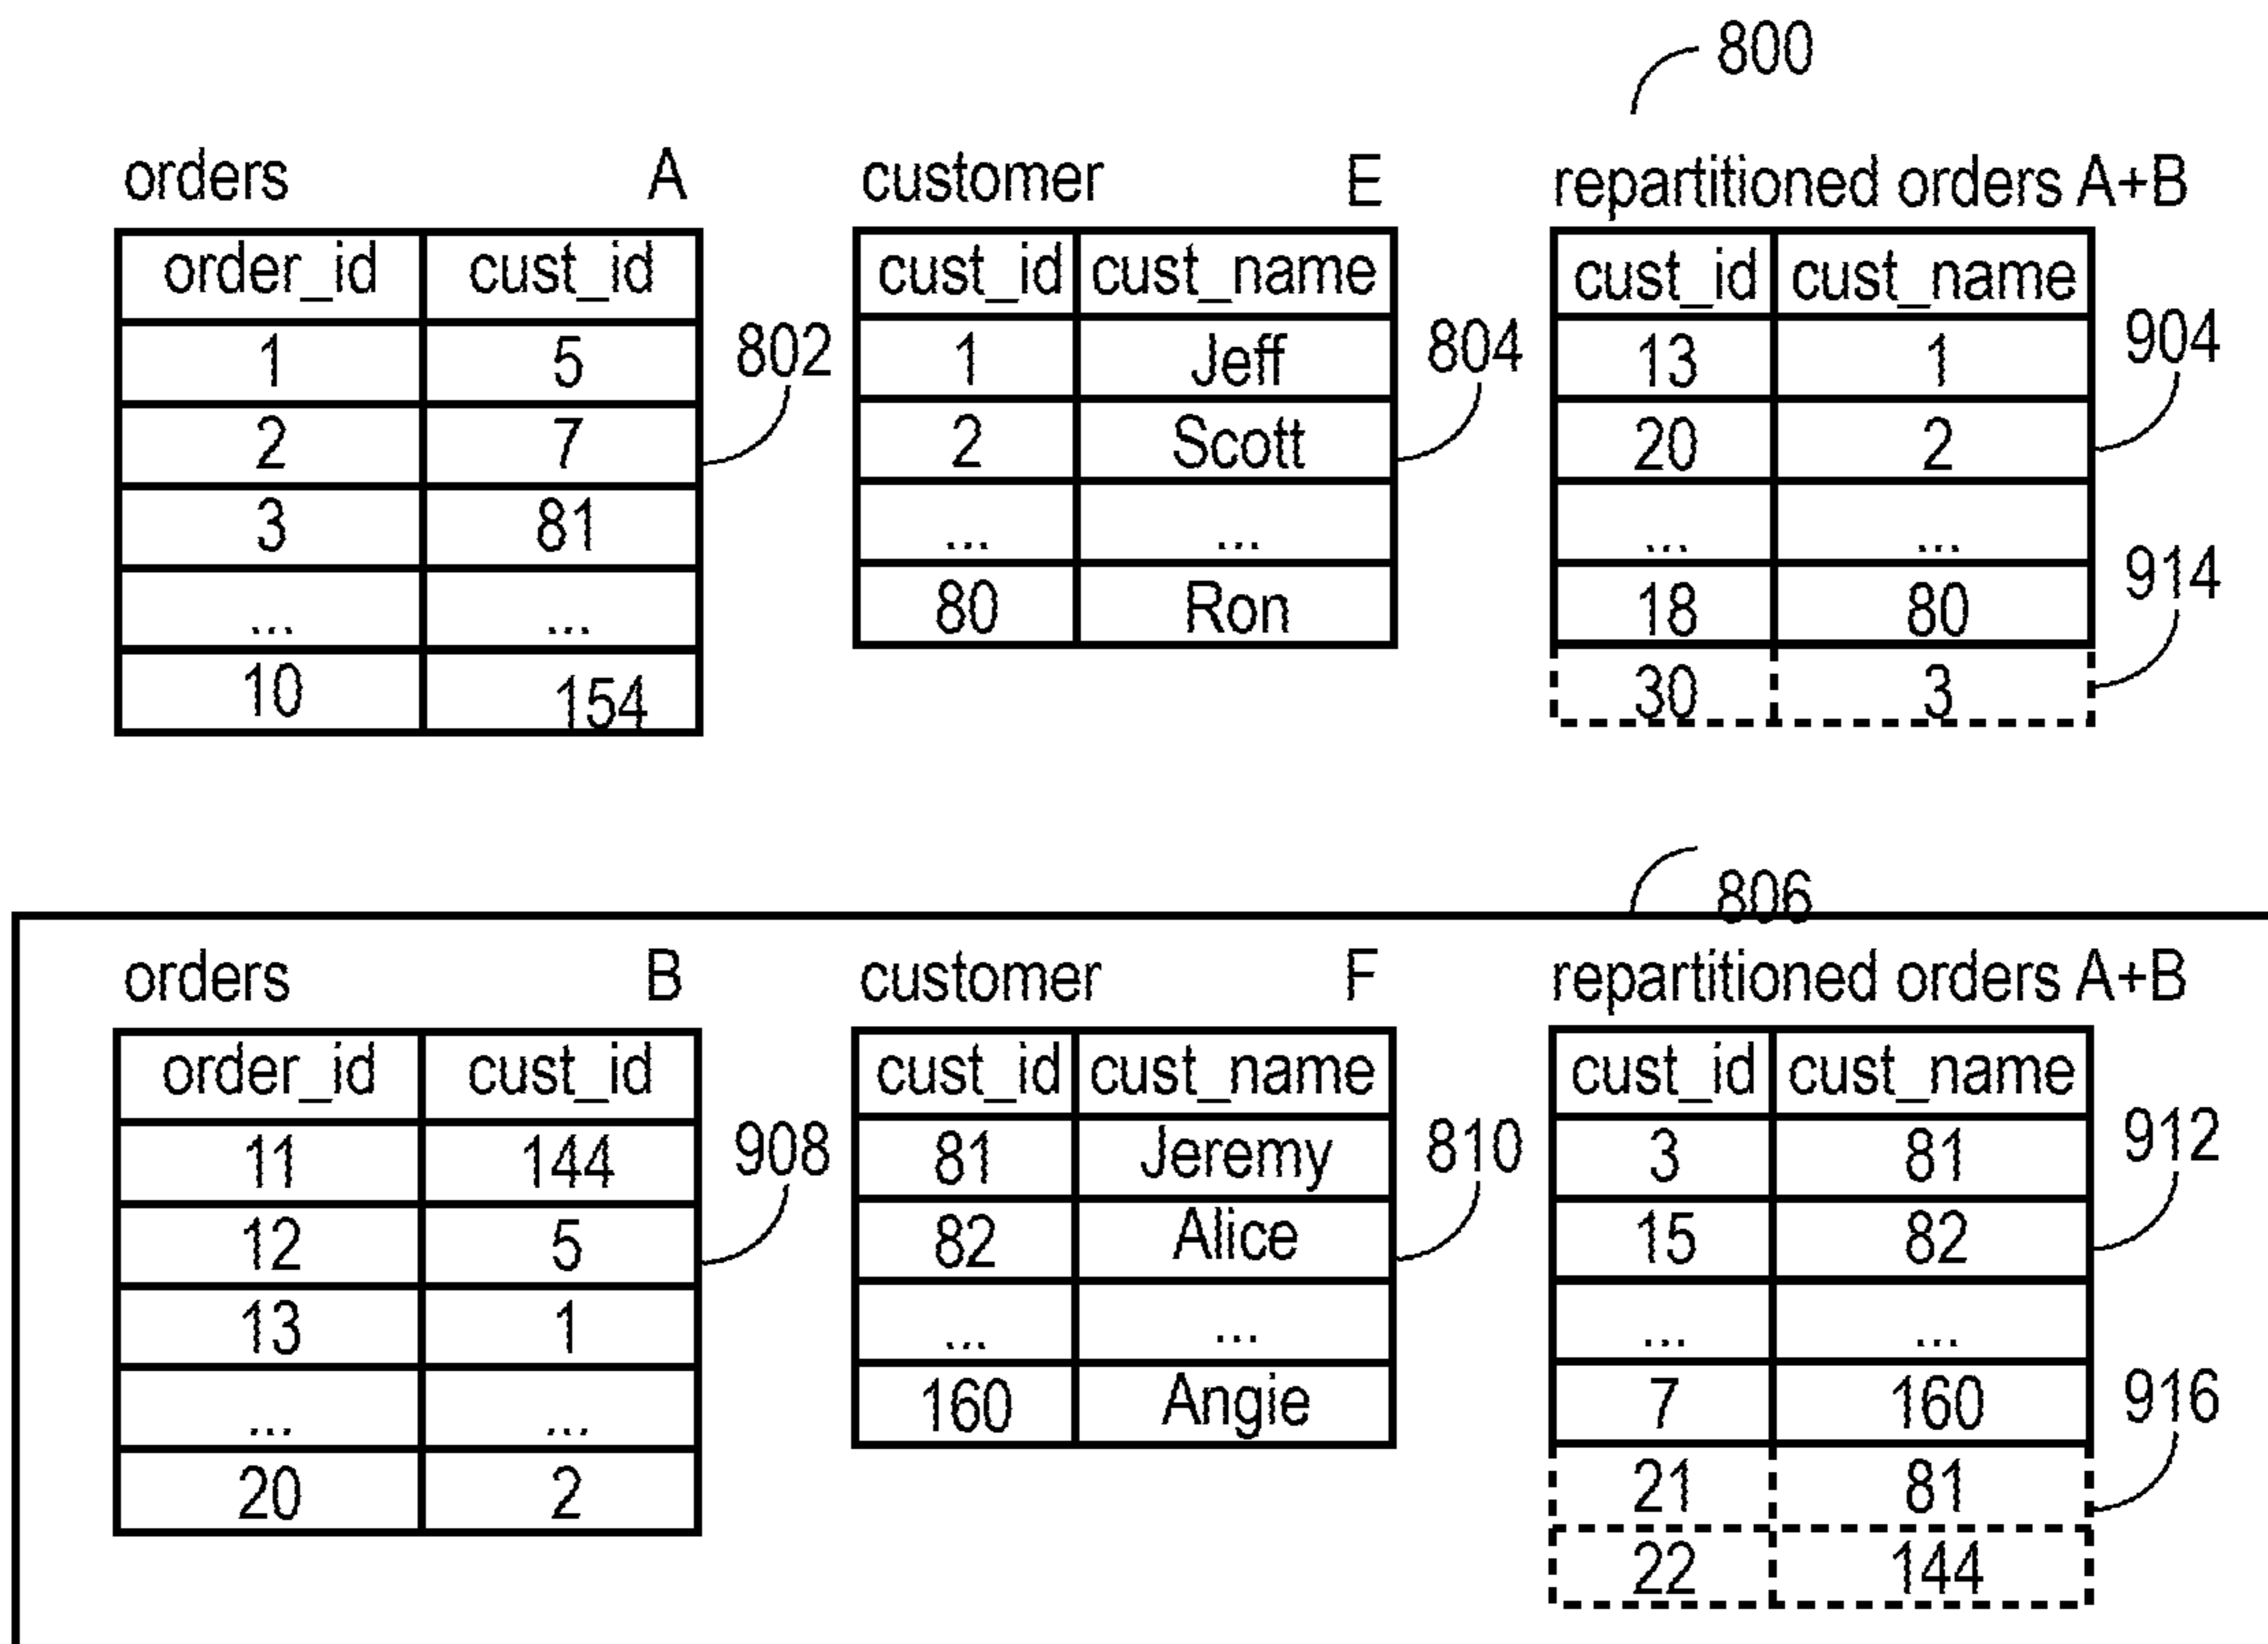 800
orders A customer E repartitioned orders A+B
order_id cust_id cust_id cust_name cust_id cust_name
1 5 802 1 Jeff 804 13 1 904
2 7 2 Scott 20 2
3 81 ... ... ... ... 914
... ... 80 Ron 18 80
10 154 30 3
806
orders B customer F repartitioned orders A+B
order_id cust_id cust_id cust_name cust_id cust_name
11 144 908 81 Jeremy 810 3 81 912
12 5 82 Alice 15 82
13 1 ... ... ... ...
... ... 160 Angie 7 160 916
20 2 21 81
22 144